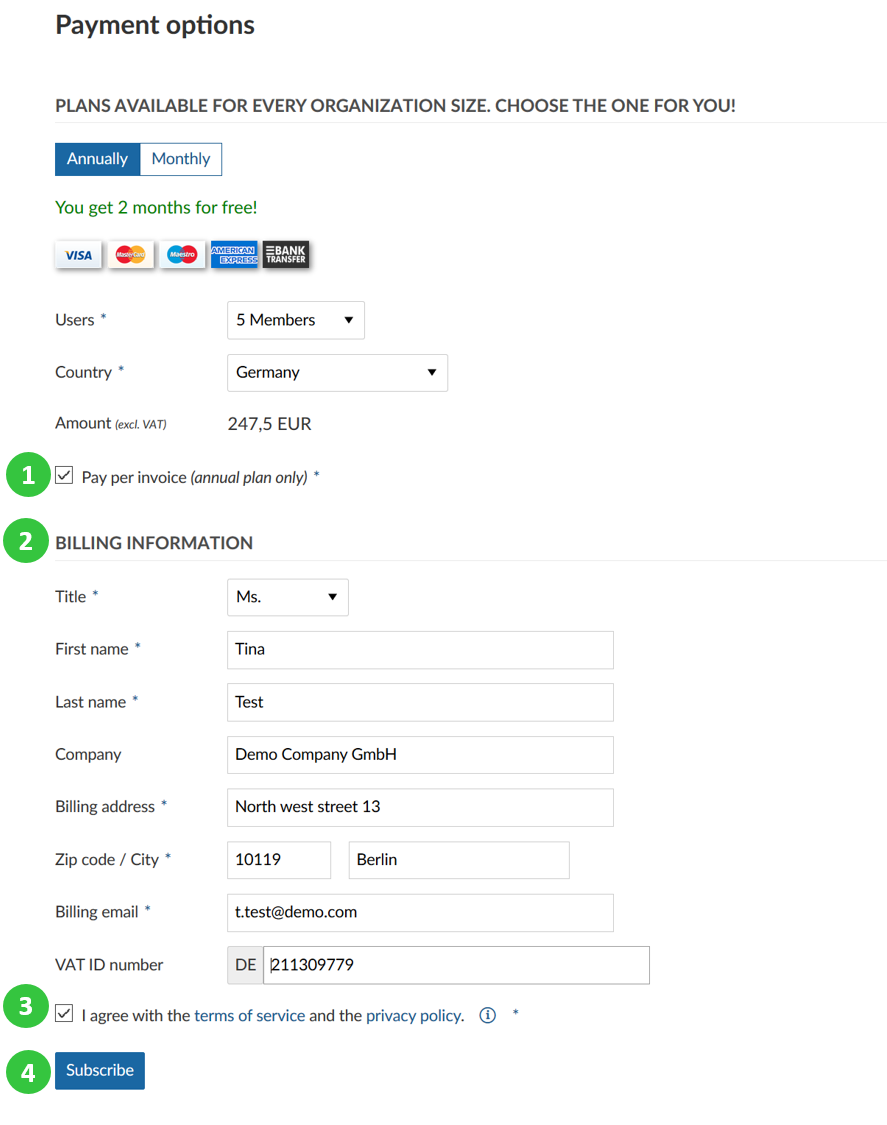 Payment options
PLANS AVAILABLE FOR EVERY ORGANIZATION SIZE. CHOOSE THE ONE FOR YOU!
Annually Monthly
You get 2 months for free!
VISA MasterCard Maestro AMERICAN EXPRESS BANK TRANSFER
Users * 5 Members
Country * Germany
Amount (excl. VAT) 247,5 EUR
1 Pay per invoice (annual plan only) *
2 BILLING INFORMATION
Title * Ms.
First name * Tina
Last name * Test
Company Demo Company GmbH
Billing address * North west street 13
Zip code / City * 10119 Berlin
Billing email * t.test@demo.com
VAT ID number DE 211309779
3 I agree with the terms of service and the privacy policy. i *
4 Subscribe